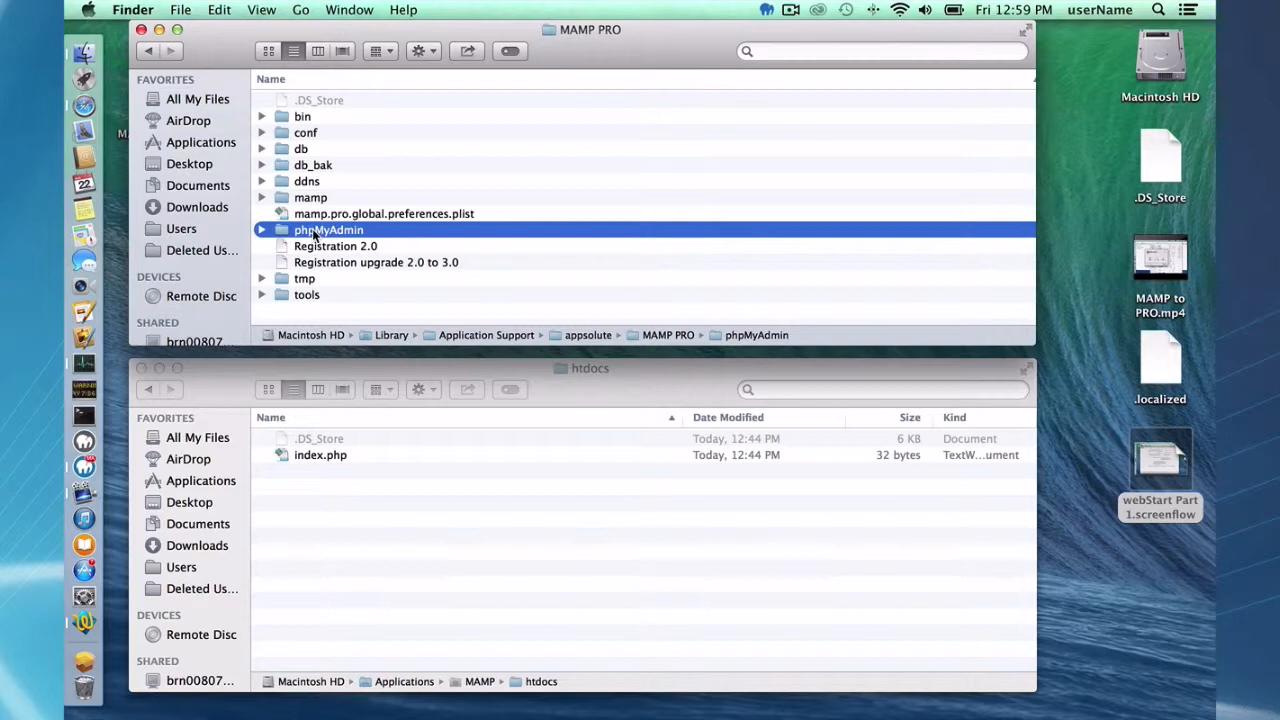 Finder File Edit View Go Window Help Fri 12:59 PM userName
MAMP PRO
FAVORITES
All My Files
AirDrop
Applications
Desktop
Documents
Downloads
Users
Deleted Us...
DEVICES
Remote Disc
SHARED
brn00807...
Name
.DS_Store
bin
conf
db
db_bak
ddns
mamp
mamp.pro.global.preferences.plist
phpMyAdmin
Registration 2.0
Registration upgrade 2.0 to 3.0
tmp
tools
Macintosh HD Library Application Support appsolute MAMP PRO phpMyAdmin
htdocs
FAVORITES
All My Files
AirDrop
Applications
Desktop
Documents
Downloads
Users
Deleted Us...
DEVICES
Remote Disc
SHARED
brn00807...
Name Date Modified Size Kind
.DS_Store Today, 12:44 PM 6 KB Document
index.php Today, 12:44 PM 32 bytes TextW...ument
Macintosh HD Applications MAMP htdocs
Macintosh HD
.DS_Store
MAMP to
PRO.mp4
.localized
webStart Part
1.screenflow
22